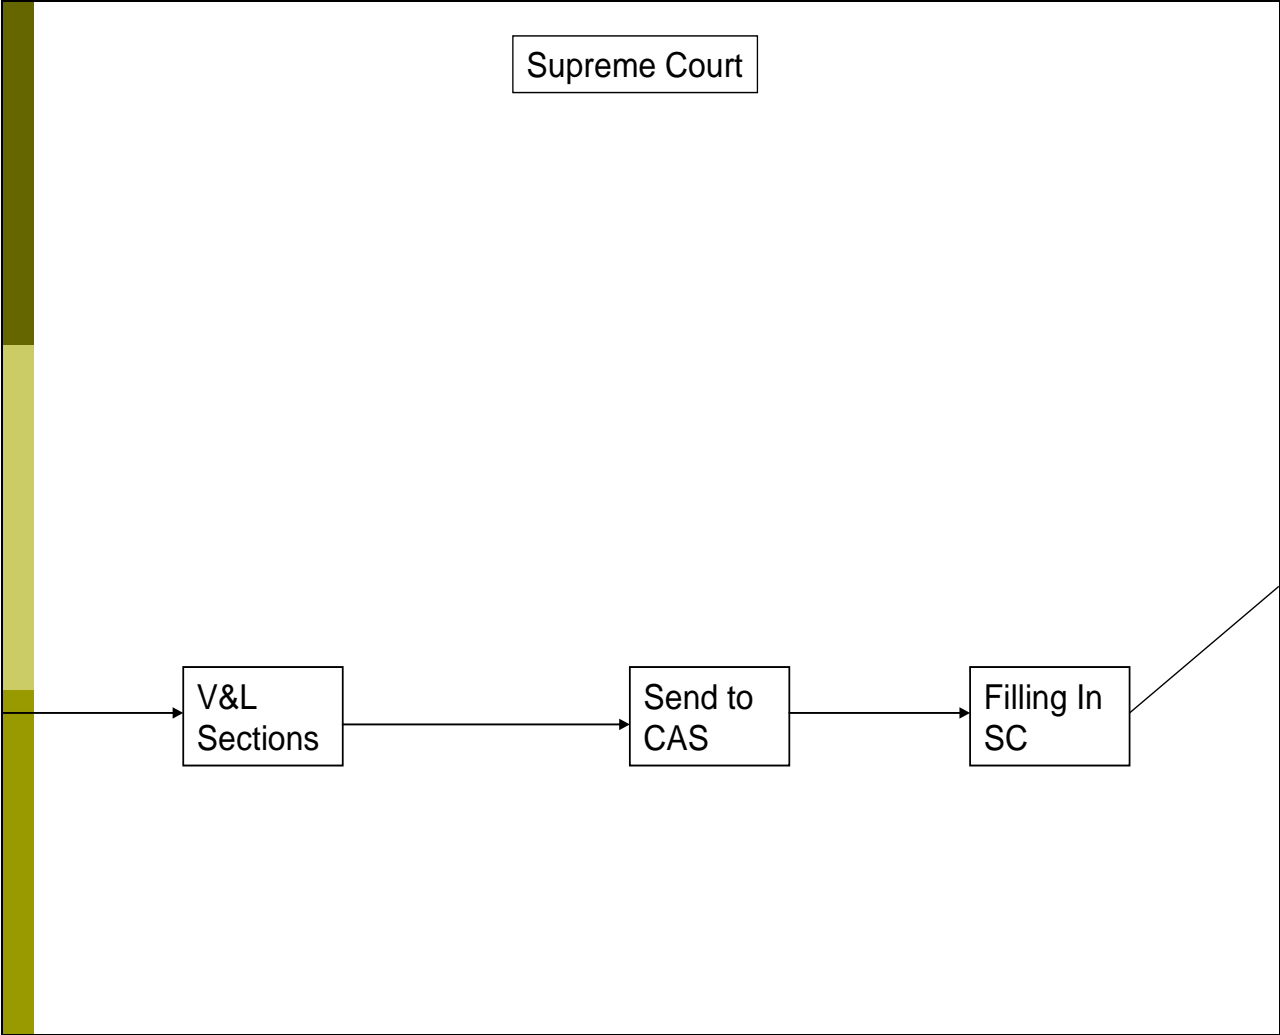 Supreme Court
V&L
Sections
Send to
CAS
Filling In
SC